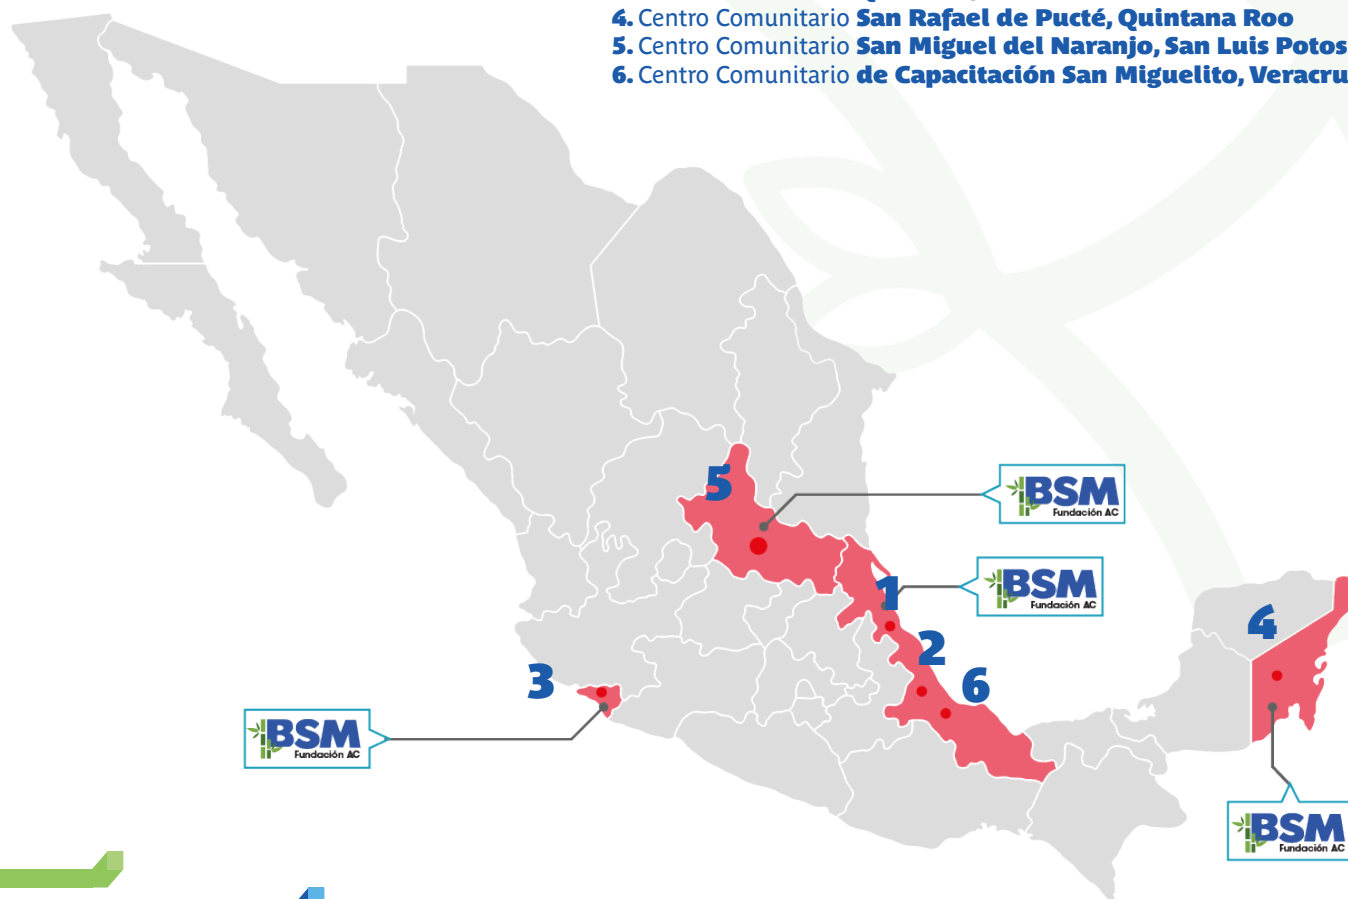 4. Centro Comunitario San Rafael de Pucté, Quintana Roo
5. Centro Comunitario San Miguel del Naranjo, San Luis Potos
6. Centro Comunitario de Capacitación San Miguelito, Veracru
5
BSM
Fundación AC
1
BSM
Fundación AC
4
2
3
6
BSM
Fundación AC
BSM
Fundación AC